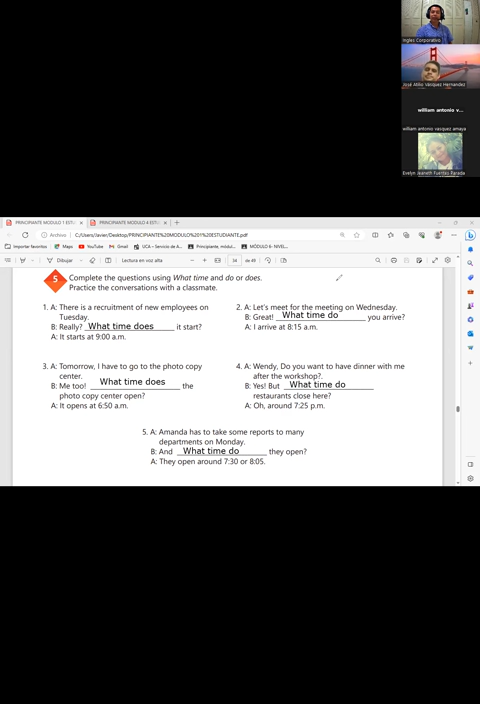 Ingles Corporativo
José Atilio Vasquez Hernandez
william antonio v...
william antonio vasquez amaya
Evelyn Jeaneth Fuentes Parada
PRINCIPIANTE MODULO 1 ESTU
PRINCIPIANTE MODULO 4 ESTU
Archivo C:/Users/Javier/Desktop/PRINCIPIANTE%20MODULO%201%20ESTUDIANTE.pdf
Importar favoritos Maps YouTube Gmail UCA – Servicio de A... Principiante, módul... MÓDULO 6- NIVEL...
Dibujar Lectura en voz alta 34 de 49
5 Complete the questions using What time and do or does.
Practice the conversations with a classmate.
1. A: There is a recruitment of new employees on
Tuesday.
B: Really? What time does it start?
A: It starts at 9:00 a.m.
2. A: Let's meet for the meeting on Wednesday.
B: Great! What time do you arrive?
A: I arrive at 8:15 a.m.
3. A: Tomorrow, I have to go to the photo copy
center.
B: Me too! What time does the
photo copy center open?
A: It opens at 6:50 a.m.
4. A: Wendy, Do you want to have dinner with me
after the workshop?.
B: Yes! But What time do
restaurants close here?
A: Oh, around 7:25 p.m.
5. A: Amanda has to take some reports to many
departments on Monday.
B: And What time do they open?
A: They open around 7:30 or 8:05.